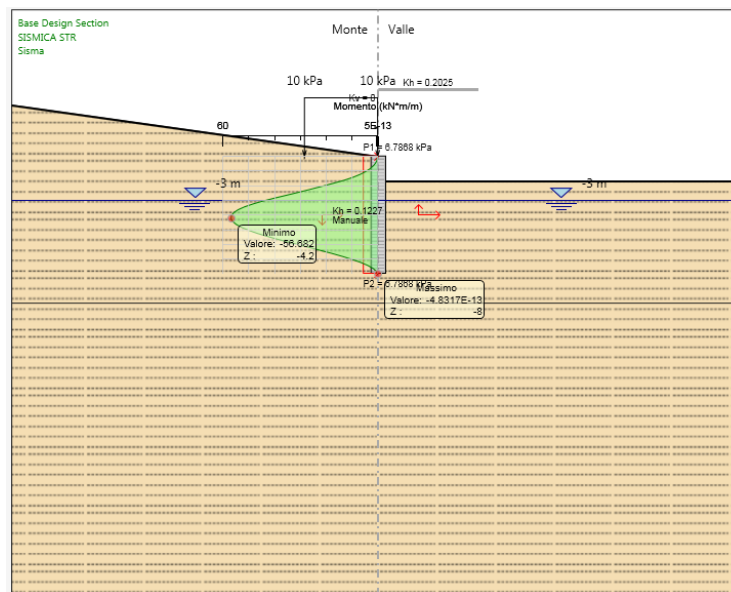 Base Design Section
SISMICA STR
Sisma
Monte
Valle
10 kPa
10 kPa
Kh = 0.2025
Kv = 0
Momento (kN*m/m)
60
5E-13
P1 = 6.7868 kPa
-3 m
-3 m
Kh = 0.1227
Manuale
Minimo
Valore: -56.682
Z : -4.2
P2 = 6.7868 kPa
Massimo
Valore: -4.8317E-13
Z : -8